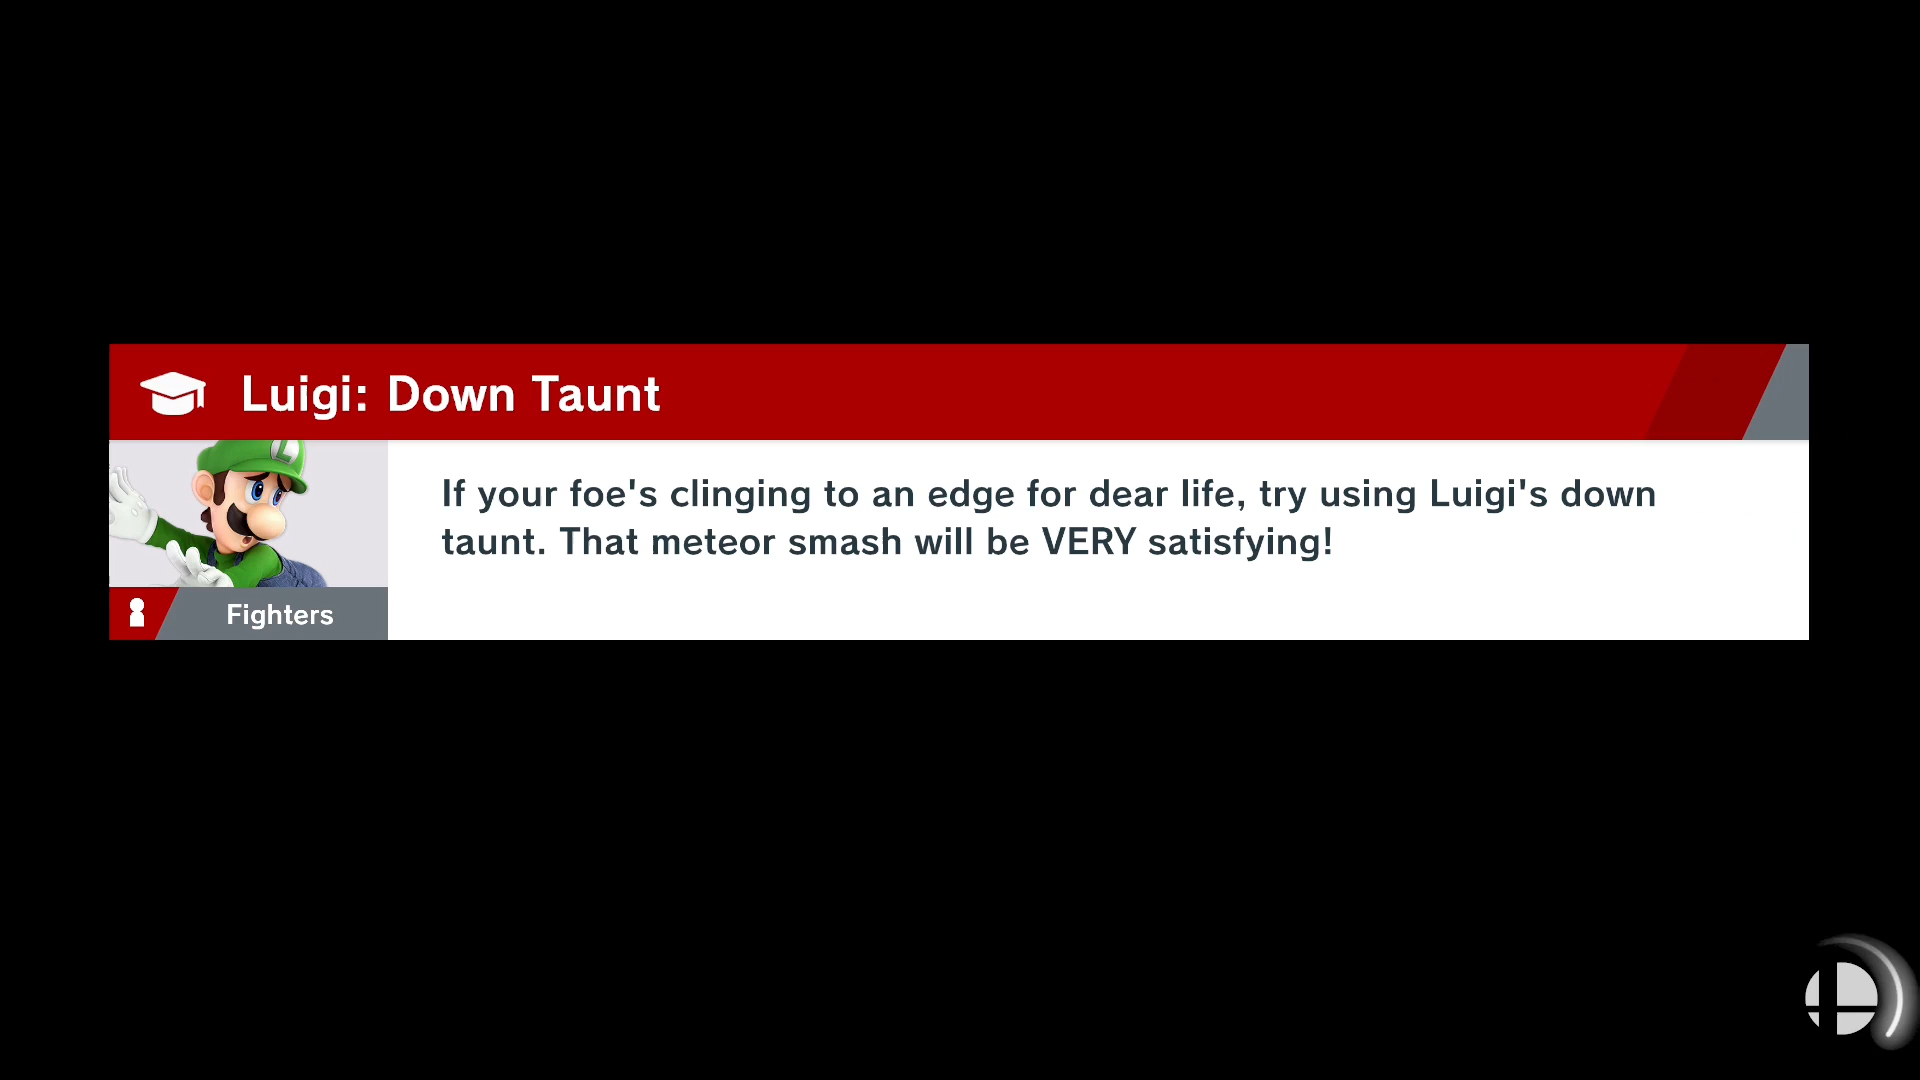 Luigi: Down Taunt
If your foe's clinging to an edge for dear life, try using Luigi's down
taunt. That meteor smash will be VERY satisfying!
Fighters